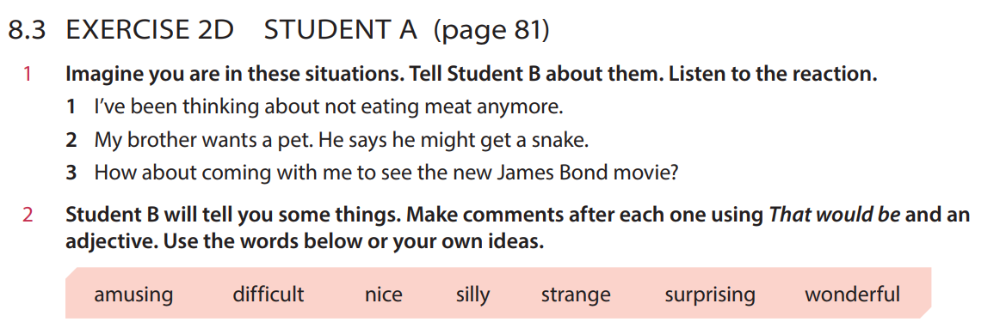 8.3 EXERCISE 2D STUDENT A (page 81)
1 Imagine you are in these situations. Tell Student B about them. Listen to the reaction.
1 I’ve been thinking about not eating meat anymore.
2 My brother wants a pet. He says he might get a snake.
3 How about coming with me to see the new James Bond movie?
2 Student B will tell you some things. Make comments after each one using That would be and an
adjective. Use the words below or your own ideas.
amusing difficult nice silly strange surprising wonderful